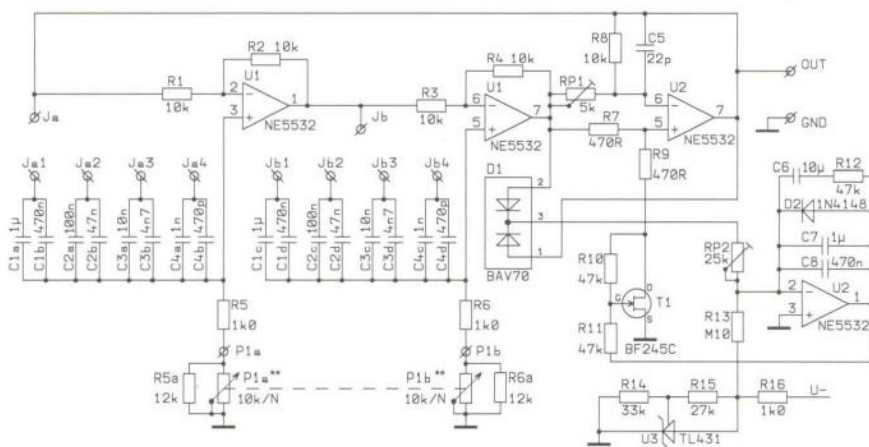 R2 10k
U1
R1
10k
2
3
1
NE5532
Ja
Jb
R3
10k
R4 10k
U1
6
5
7
NE5532
RP1
5k
R8
10k
C5
22p
U2
6
5
7
NE5532
R7
470R
R9
470R
OUT
GND
Ja1
Ja2
Ja3
Ja4
C1a 1µ
C1b 470n
C2a 100n
C2b 47n
C3a 10n
C3b 4n7
C4a 1n
C4b 470p
Jb1
Jb2
Jb3
Jb4
C1c 1µ
C1d 470n
C2c 100n
C2d 47n
C3c 10n
C3d 4n7
C4c 1n
C4d 470p
D1
2
3
1
BAV70
C6 10µ
R12
47k
D2 1N4148
C7 1µ
C8 470n
RP2
25k
U2
2
3
1
NE5532
R13
M10
R10
47k
G
D
S
T1
R11
47k
BF245C
R5
1k0
P1a
R5a
12k
P1a**
10k/N
R6
1k0
P1b
P1b**
10k/N
R6a
12k
R14
33k
R15
27k
R16
1k0
U-
U3
TL431